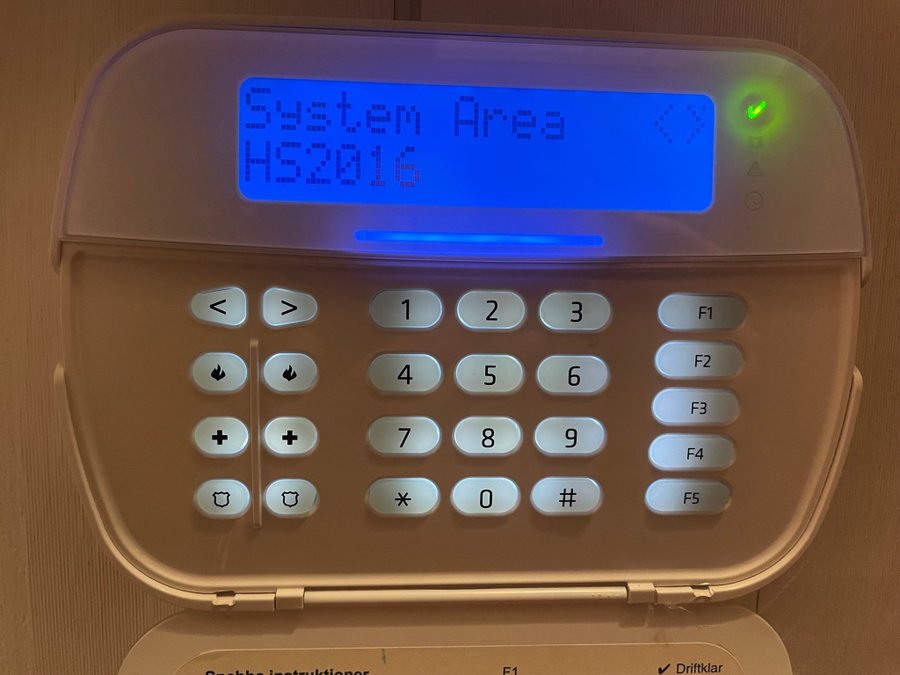 System Area <>
HS2016
< > 1 2 3 F1
4 5 6 F2
F3
7 8 9 F4
* 0 # F5
Snabba instruktioner F1 ✔ Driftklar